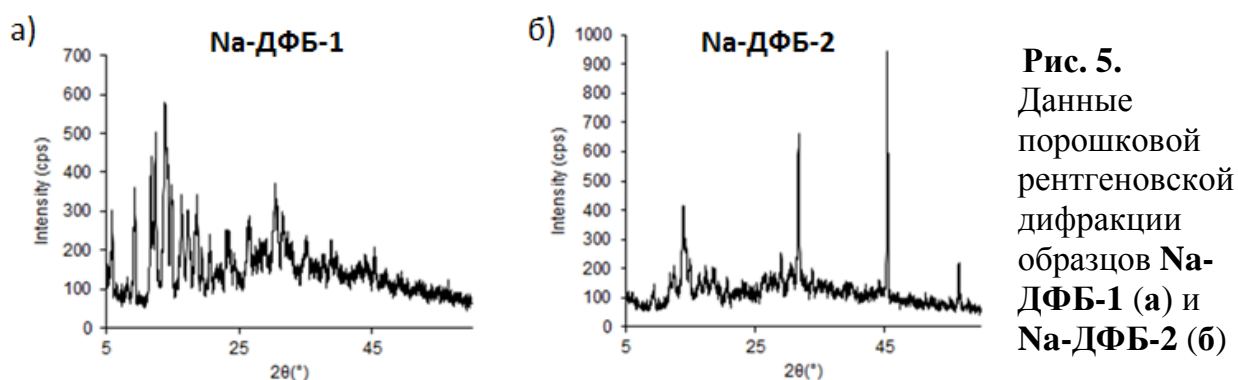 а)
Na-ДФБ-1
700
600
500
400
300
200
100
0
Intensity (cps)
5
25
45
2θ(°)
б)
Na-ДФБ-2
1000
900
800
700
600
500
400
300
200
100
0
Intensity (cps)
5
25
45
2θ(°)
Рис. 5.
Данные
порошковой
рентгеновской
дифракции
образцов Na-
ДФБ-1 (а) и
Na-ДФБ-2 (б)